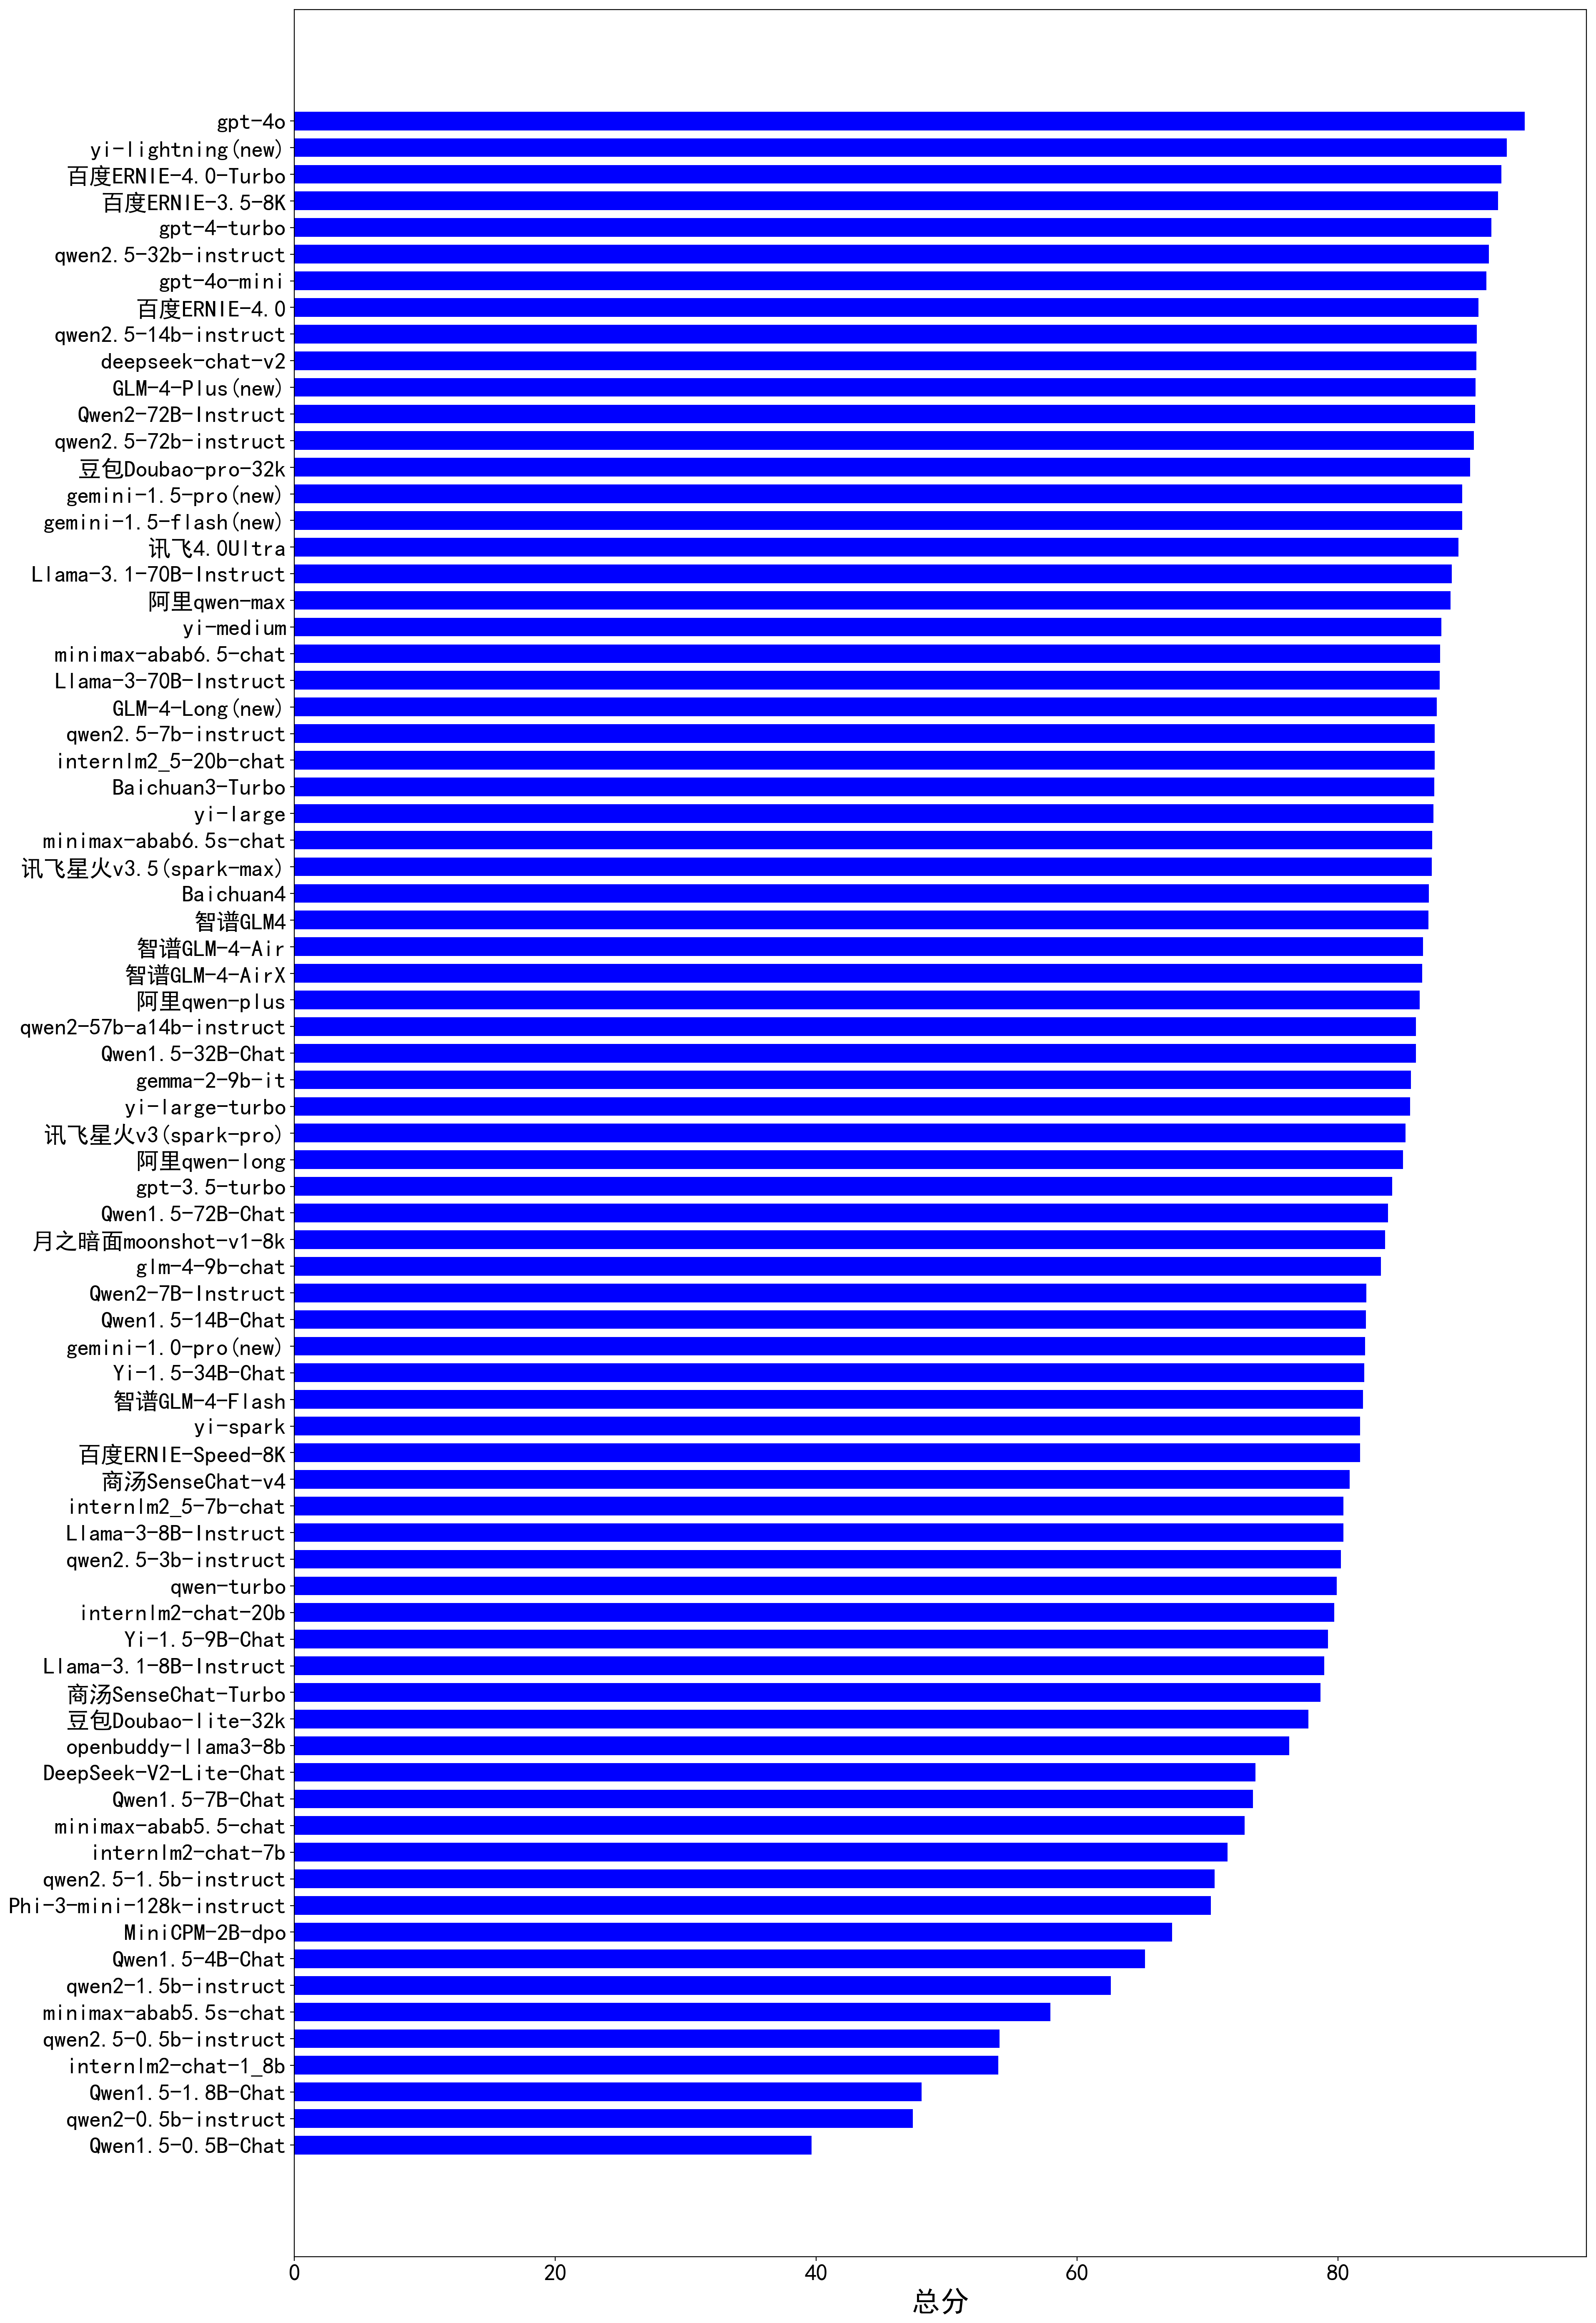 gpt-4o
yi-lightning(new)
百度ERNIE-4.0-Turbo
百度ERNIE-3.5-8K
gpt-4-turbo
qwen2.5-32b-instruct
gpt-4o-mini
百度ERNIE-4.0
qwen2.5-14b-instruct
deepseek-chat-v2
GLM-4-Plus(new)
Qwen2-72B-Instruct
qwen2.5-72b-instruct
豆包Doubao-pro-32k
gemini-1.5-pro(new)
gemini-1.5-flash(new)
讯飞4.0Ultra
Llama-3.1-70B-Instruct
阿里qwen-max
yi-medium
minimax-abab6.5-chat
Llama-3-70B-Instruct
GLM-4-Long(new)
qwen2.5-7b-instruct
internlm2_5-20b-chat
Baichuan3-Turbo
yi-large
minimax-abab6.5s-chat
讯飞星火v3.5(spark-max)
Baichuan4
智谱GLM4
智谱GLM-4-Air
智谱GLM-4-AirX
阿里qwen-plus
qwen2-57b-a14b-instruct
Qwen1.5-32B-Chat
gemma-2-9b-it
yi-large-turbo
讯飞星火v3(spark-pro)
阿里qwen-long
gpt-3.5-turbo
Qwen1.5-72B-Chat
月之暗面moonshot-v1-8k
glm-4-9b-chat
Qwen2-7B-Instruct
Qwen1.5-14B-Chat
gemini-1.0-pro(new)
Yi-1.5-34B-Chat
智谱GLM-4-Flash
yi-spark
百度ERNIE-Speed-8K
商汤SenseChat-v4
internlm2_5-7b-chat
Llama-3-8B-Instruct
qwen2.5-3b-instruct
qwen-turbo
internlm2-chat-20b
Yi-1.5-9B-Chat
Llama-3.1-8B-Instruct
商汤SenseChat-Turbo
豆包Doubao-lite-32k
openbuddy-llama3-8b
DeepSeek-V2-Lite-Chat
Qwen1.5-7B-Chat
minimax-abab5.5-chat
internlm2-chat-7b
qwen2.5-1.5b-instruct
Phi-3-mini-128k-instruct
MiniCPM-2B-dpo
Qwen1.5-4B-Chat
qwen2-1.5b-instruct
minimax-abab5.5s-chat
qwen2.5-0.5b-instruct
internlm2-chat-1_8b
Qwen1.5-1.8B-Chat
qwen2-0.5b-instruct
Qwen1.5-0.5B-Chat
0 20 40 60 80
总分